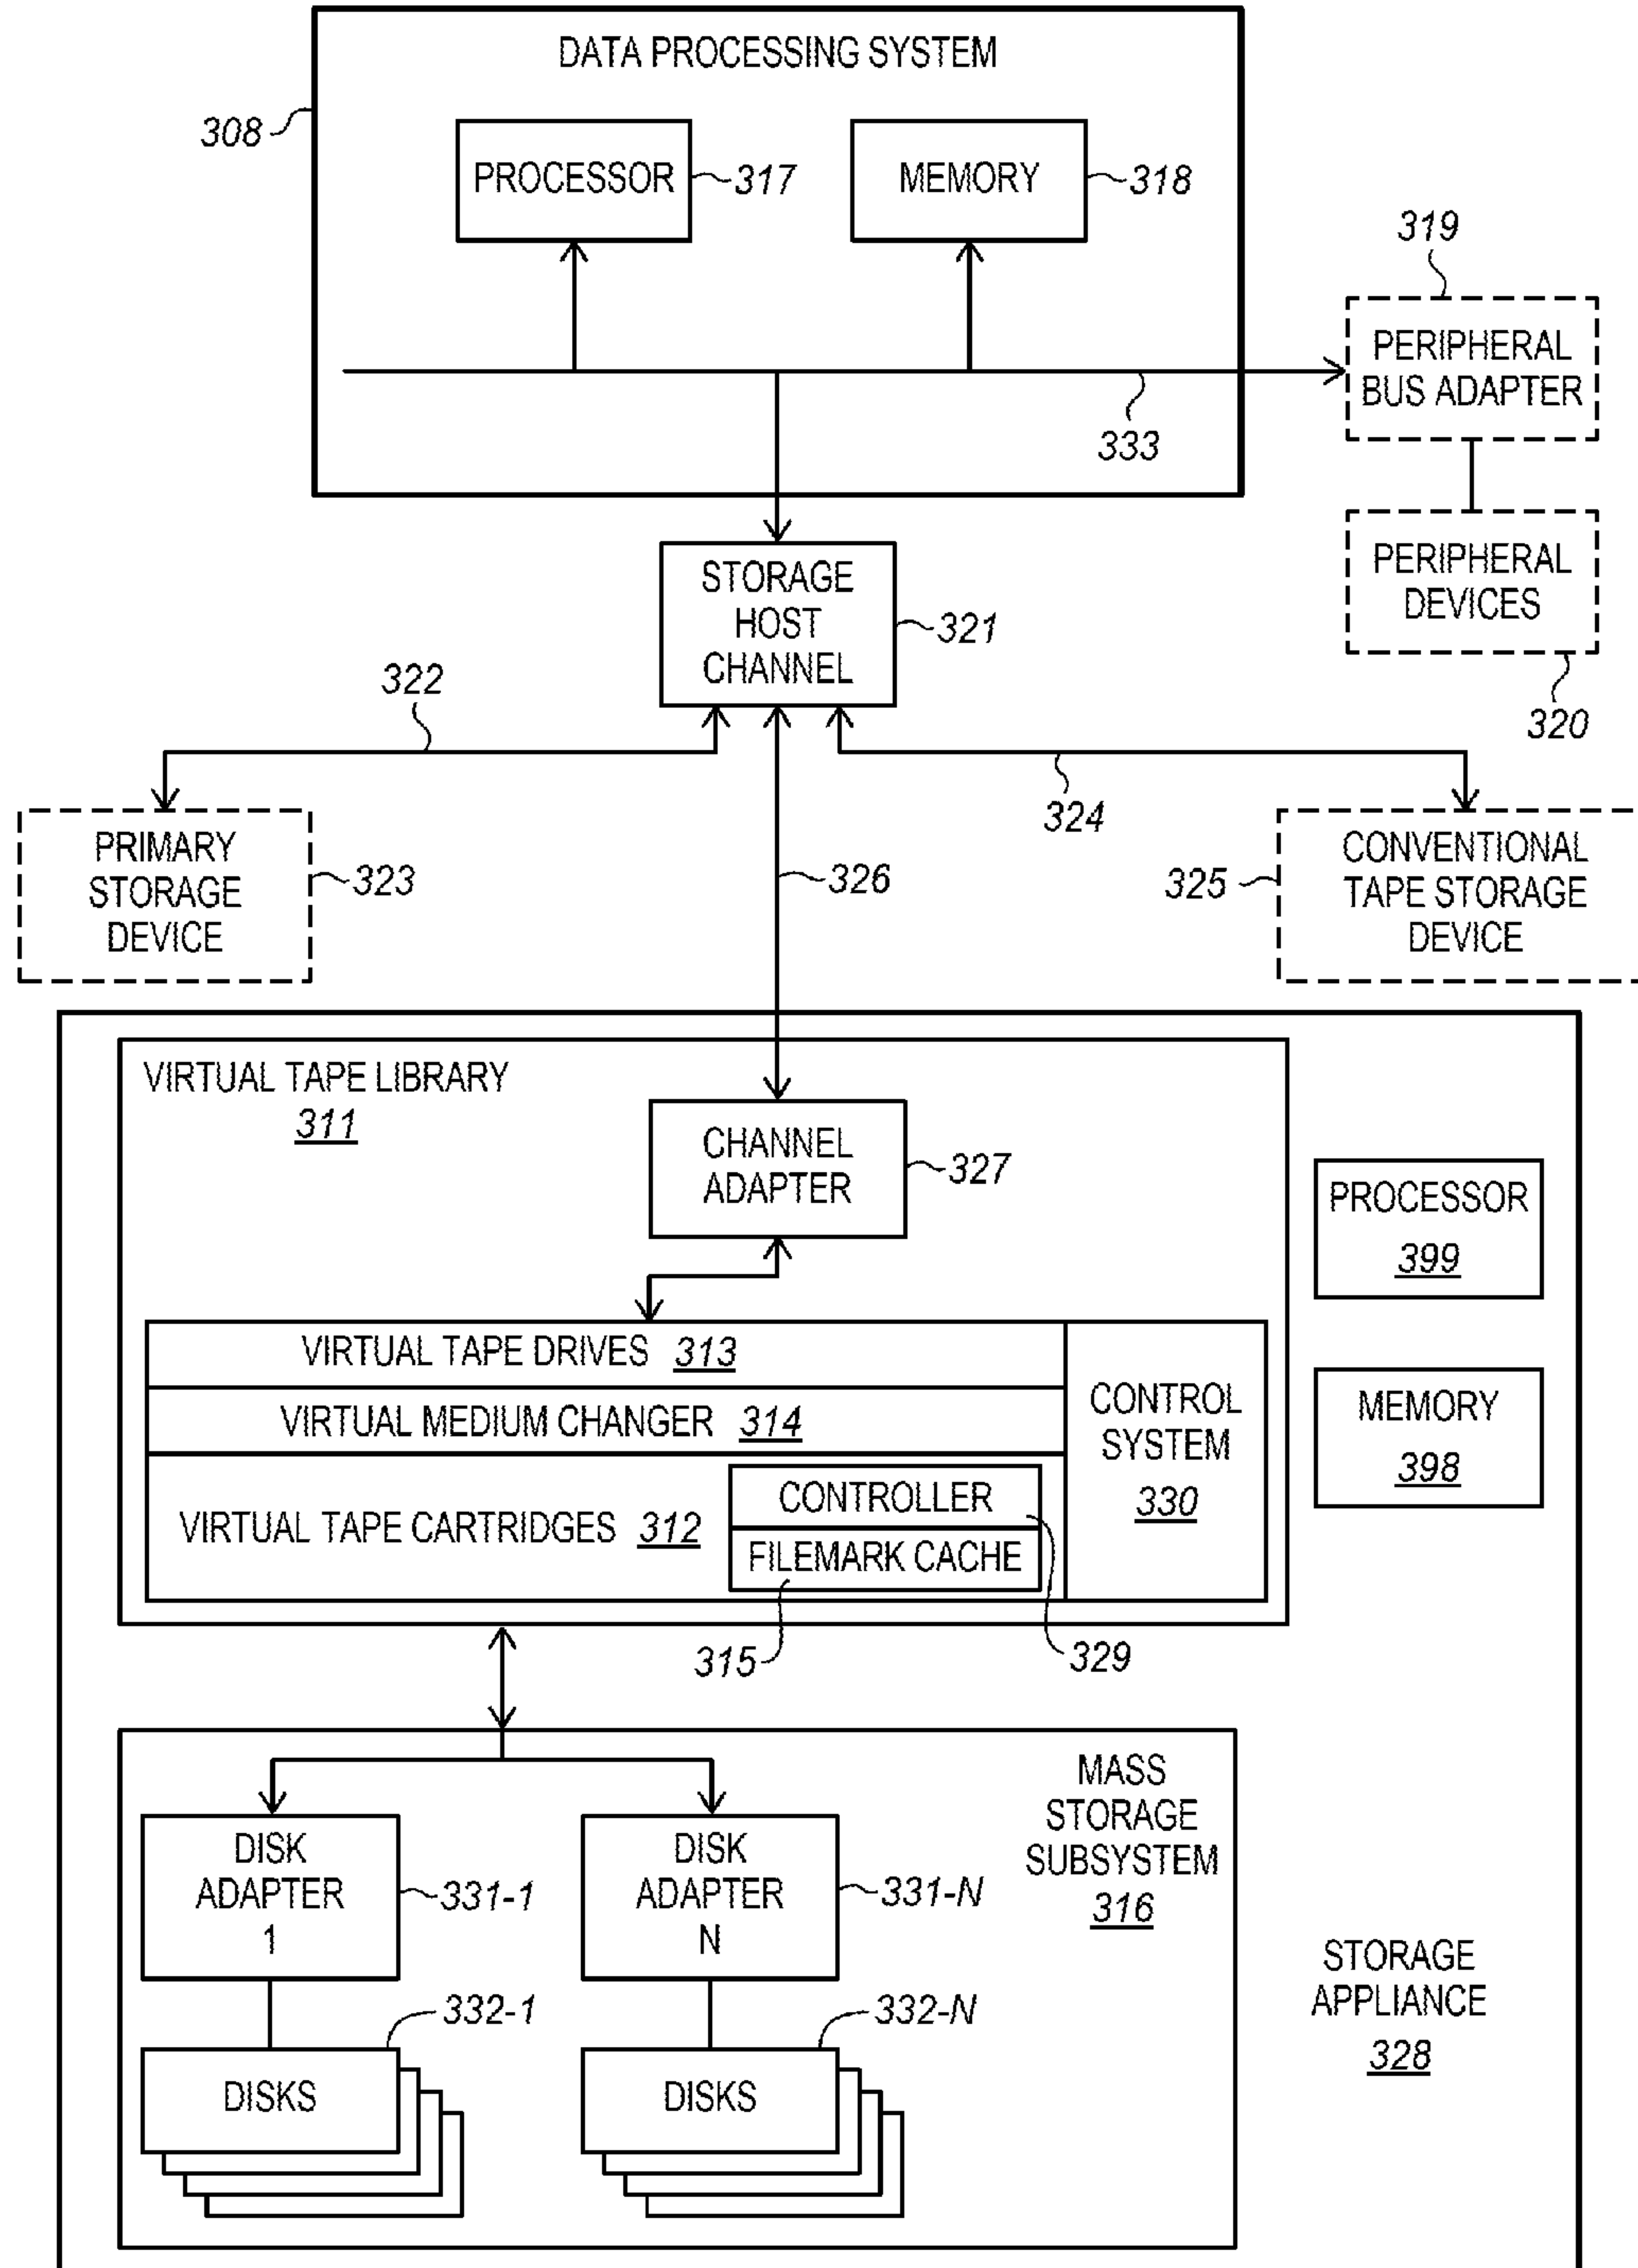 DATA PROCESSING SYSTEM
308
PROCESSOR
317
MEMORY
318
319
PERIPHERAL
BUS ADAPTER
333
PERIPHERAL
DEVICES
320
STORAGE
HOST
CHANNEL
321
322
324
PRIMARY
STORAGE
DEVICE
323
326
325
CONVENTIONAL
TAPE STORAGE
DEVICE
VIRTUAL TAPE LIBRARY
311
CHANNEL
ADAPTER
327
PROCESSOR
399
VIRTUAL TAPE DRIVES 313
VIRTUAL MEDIUM CHANGER 314
VIRTUAL TAPE CARTRIDGES 312
CONTROLLER
FILEMARK CACHE
CONTROL
SYSTEM
330
MEMORY
398
315
329
MASS
STORAGE
SUBSYSTEM
316
DISK
ADAPTER
1
331-1
DISK
ADAPTER
N
331-N
332-1
DISKS
332-N
DISKS
STORAGE
APPLIANCE
328